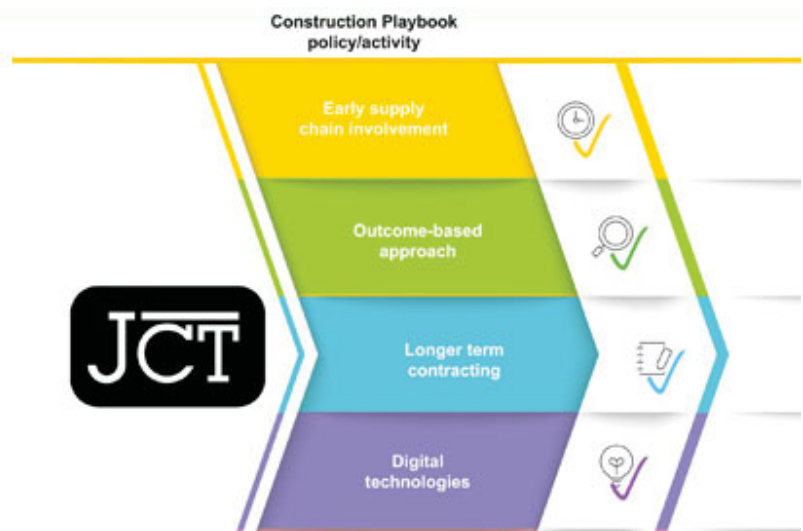 Construction Playbook
policy/activity
Early supply
chain involvement
Outcome-based
approach
JCT
Longer term
contracting
Digital
technologies